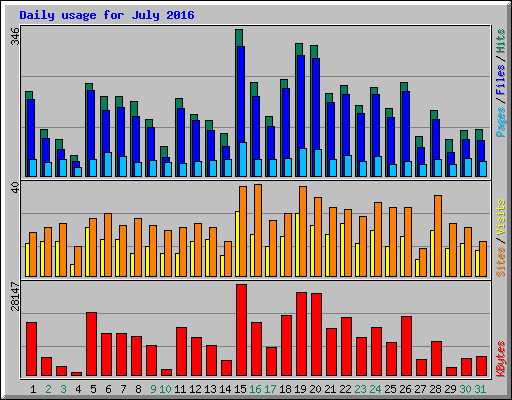 Daily usage for July 2016
346
Pages / Files / Hits
40
Sites / Visits
28147
KBytes
1 2 3 4 5 6 7 8 9 10 11 12 13 14 15 16 17 18 19 20 21 22 23 24 25 26 27 28 29 30 31